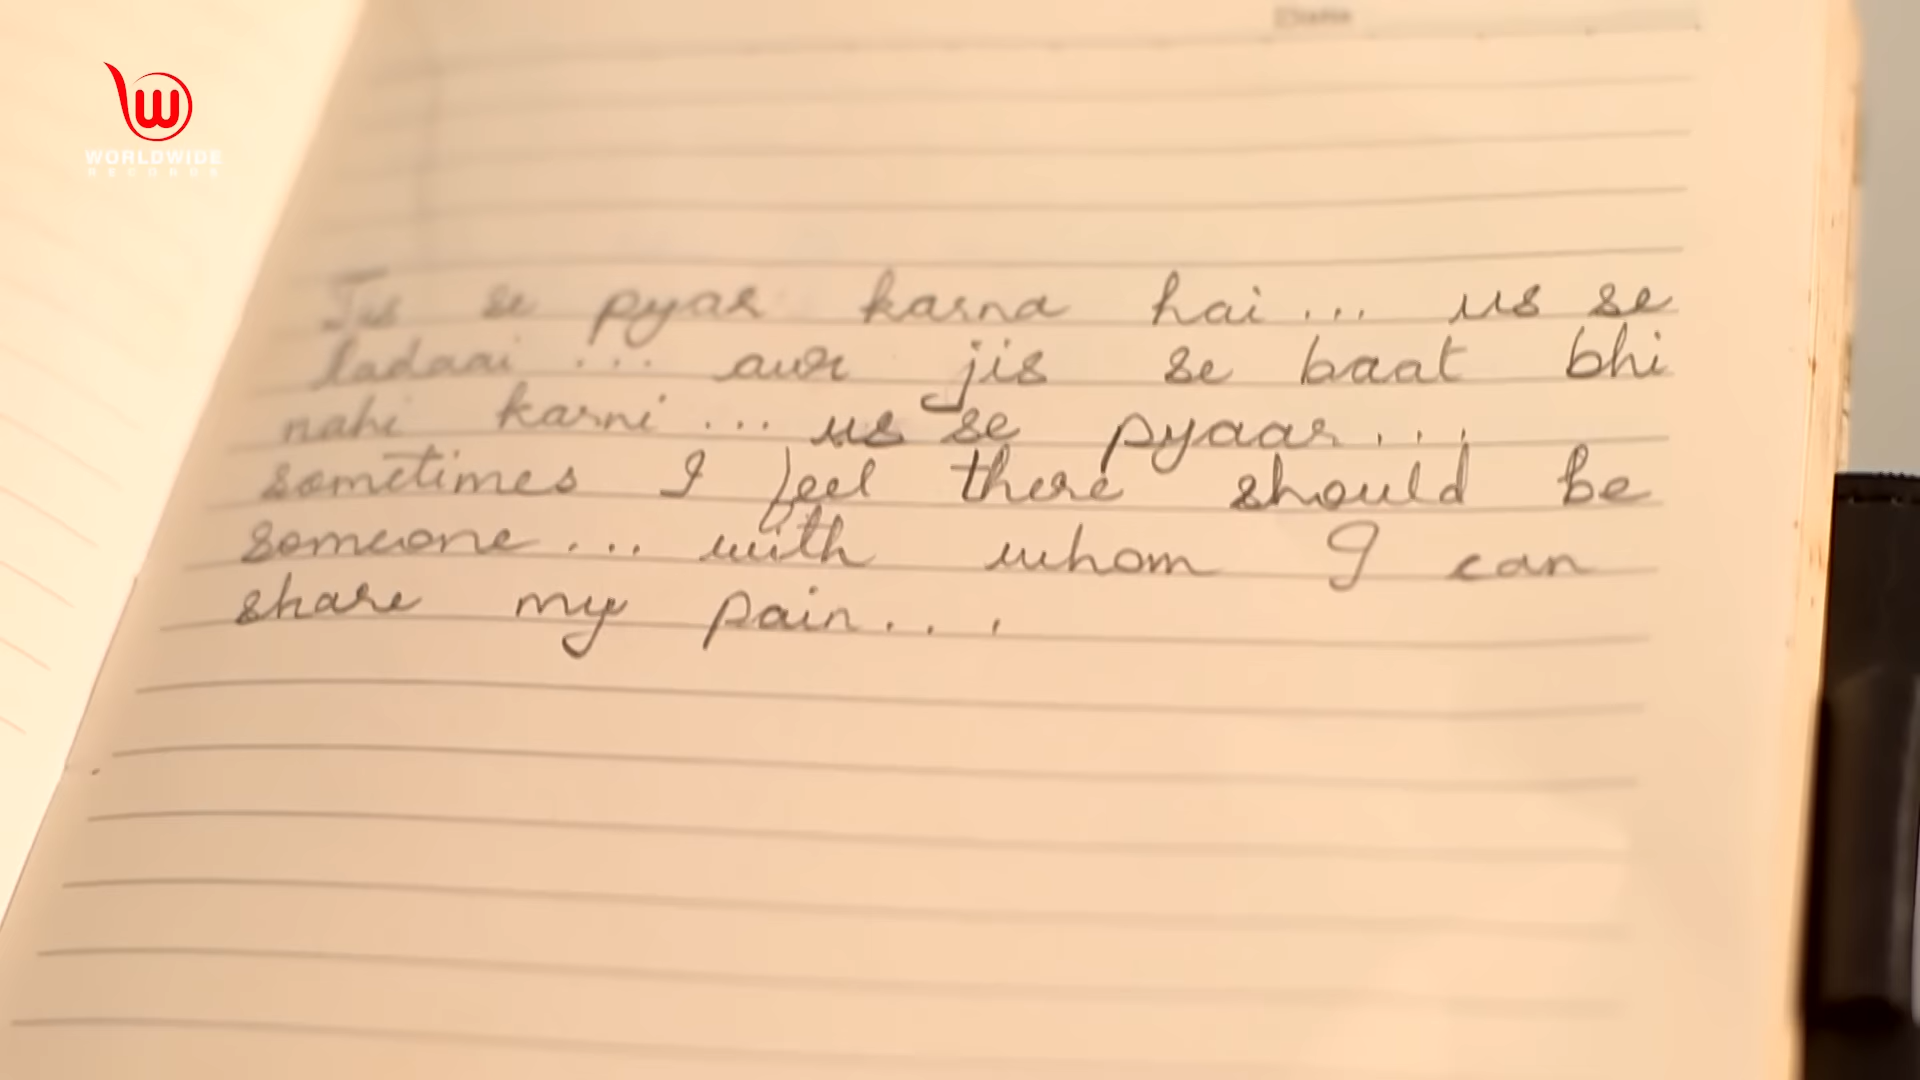 WORLDWIDE
RECORDS
Jis se pyar karna hai... us se
ladaai ... aur jis se baat bhi
nahi karni ... us se pyaar...
sometimes I feel there should be
someone... with whom I can
share my pain...